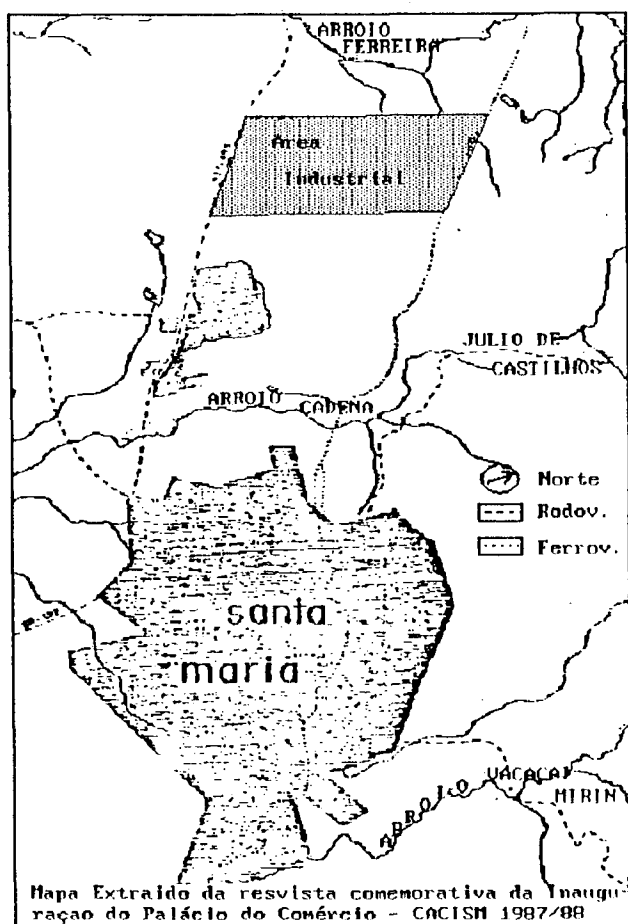 ARROIO
FERREIRA
Área
Industrial
JULIO DE
CASTILHOS
ARROIO CADENA
Norte
Rodov.
Ferrov.
santa
maria
ARROIO VACACAI
MIRIN
Mapa Extraido da resvista comemorativa da Inaugu-
raçao do Palácio do Comércio - CACISM 1987/88